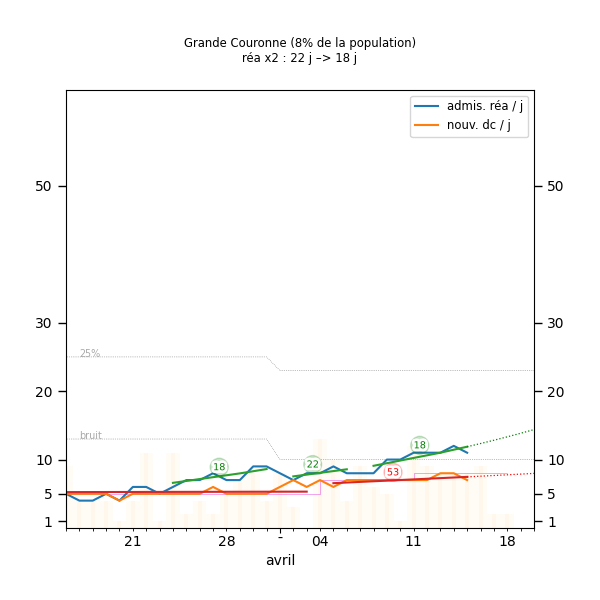 Grande Couronne (8% de la population)
réa x2 : 22 j –> 18 j
admis. réa / j
nouv. dc / j
50 50
30 30
25%
20 20
bruit
18 22 18
10 10
53
5 5
1 1
21 28 - 04 11 18
avril